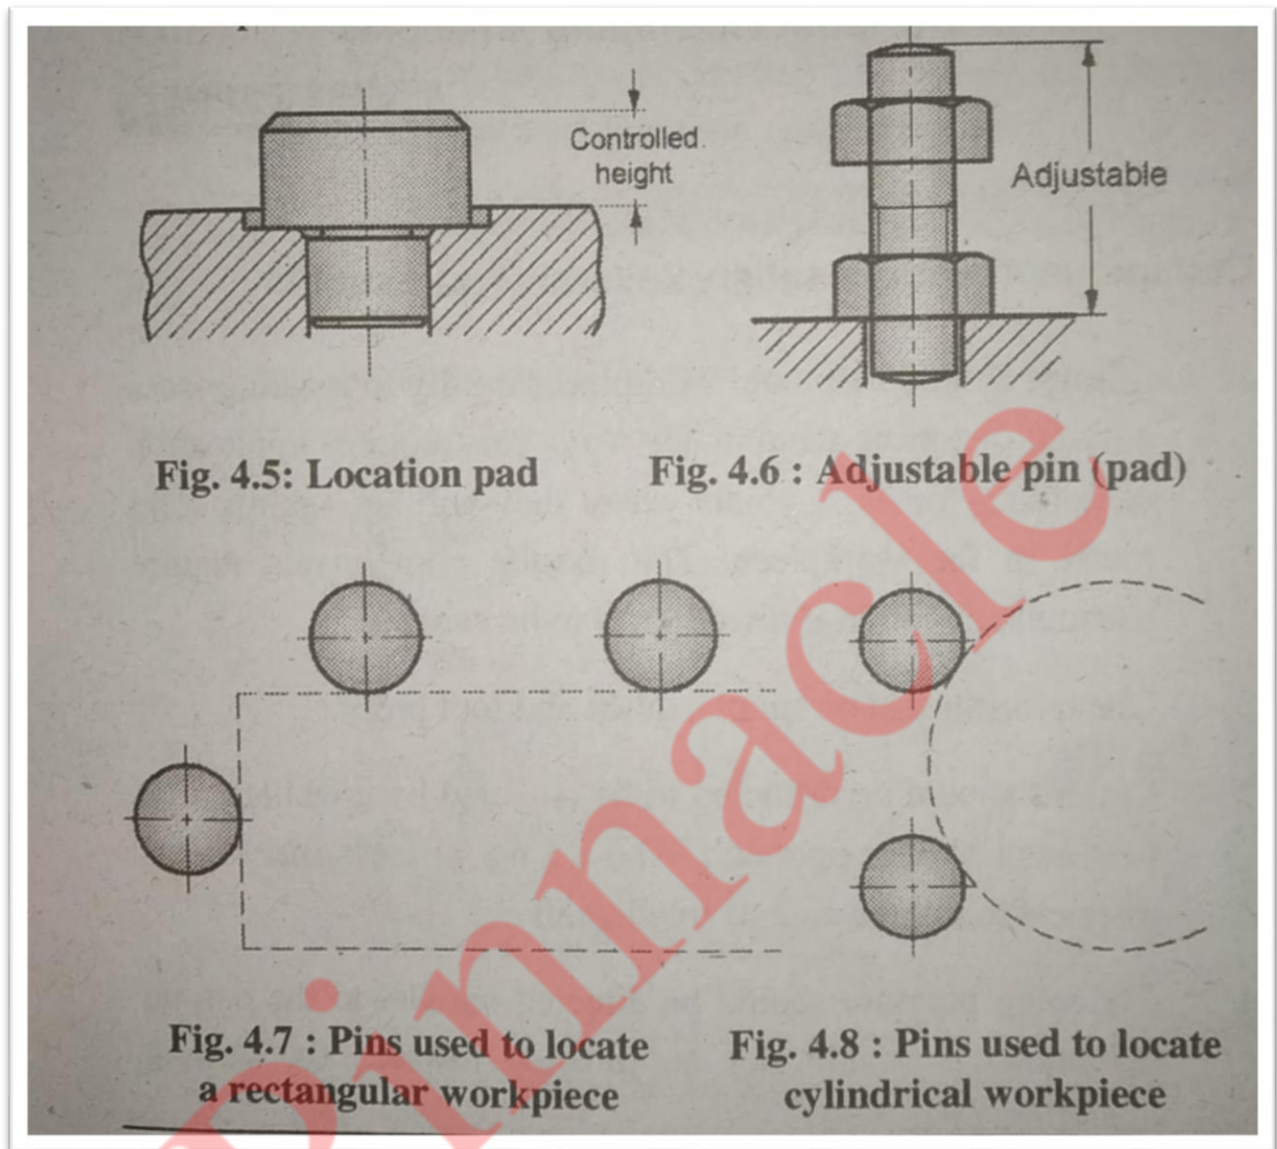 Controlled
height
Adjustable
Fig. 4.5: Location pad
Fig. 4.6 : Adjustable pin (pad)
Fig. 4.7 : Pins used to locate
a rectangular workpiece
Fig. 4.8 : Pins used to locate
cylindrical workpiece
Pinnacle